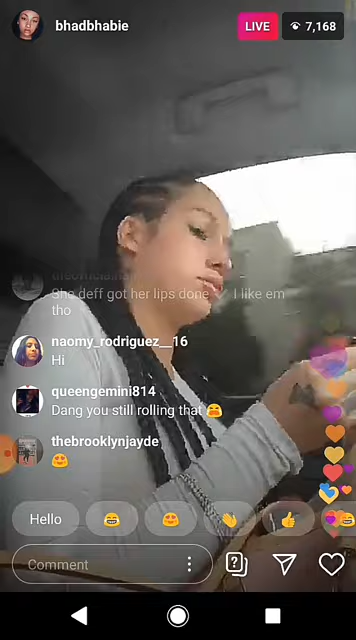 bhadbhabie
LIVE
7,168
She deff got her lips done I like em
tho
naomy_rodriguez__16
Hi
queengemini814
Dang you still rolling that
thebrooklynjayde
Hello
Comment